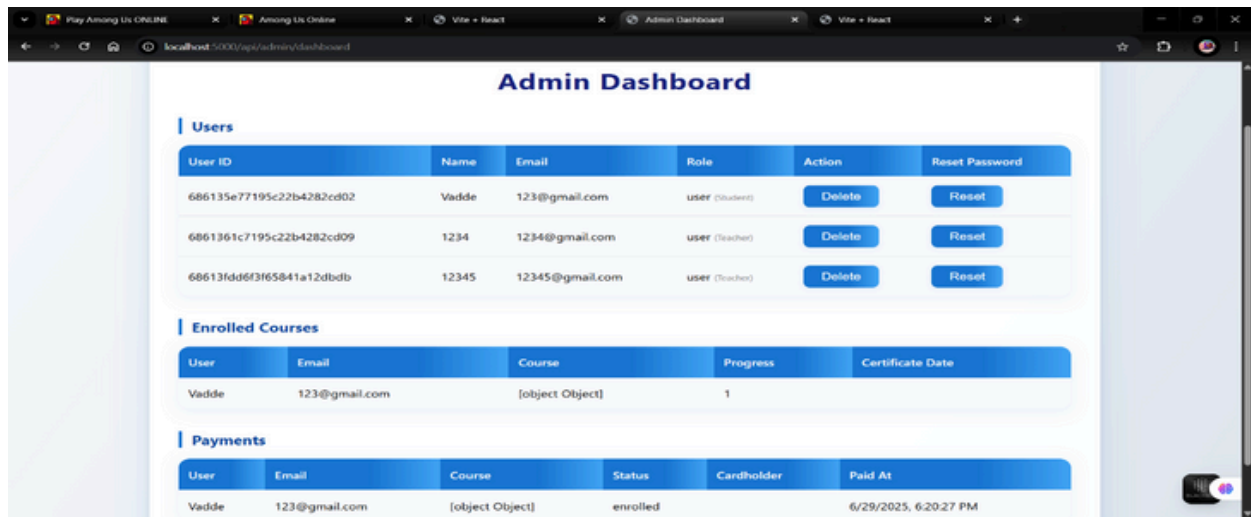 Play Among Us ONLINE
Among Us Online
Vite + React
Admin Dashboard
Vite + React
localhost:5000/api/admin/dashboard
Admin Dashboard
Users
User ID Name Email Role Action Reset Password
686135e77195c22b4282cd02 Vadde 123@gmail.com user (Student) Delete Reset
6861361c7195c22b4282cd09 1234 1234@gmail.com user (Teacher) Delete Reset
68613fdd6f3f65841a12dbdb 12345 12345@gmail.com user (Teacher) Delete Reset
Enrolled Courses
User Email Course Progress Certificate Date
Vadde 123@gmail.com [object Object] 1
Payments
User Email Course Status Cardholder Paid At
Vadde 123@gmail.com [object Object] enrolled 6/29/2025, 6:20:27 PM